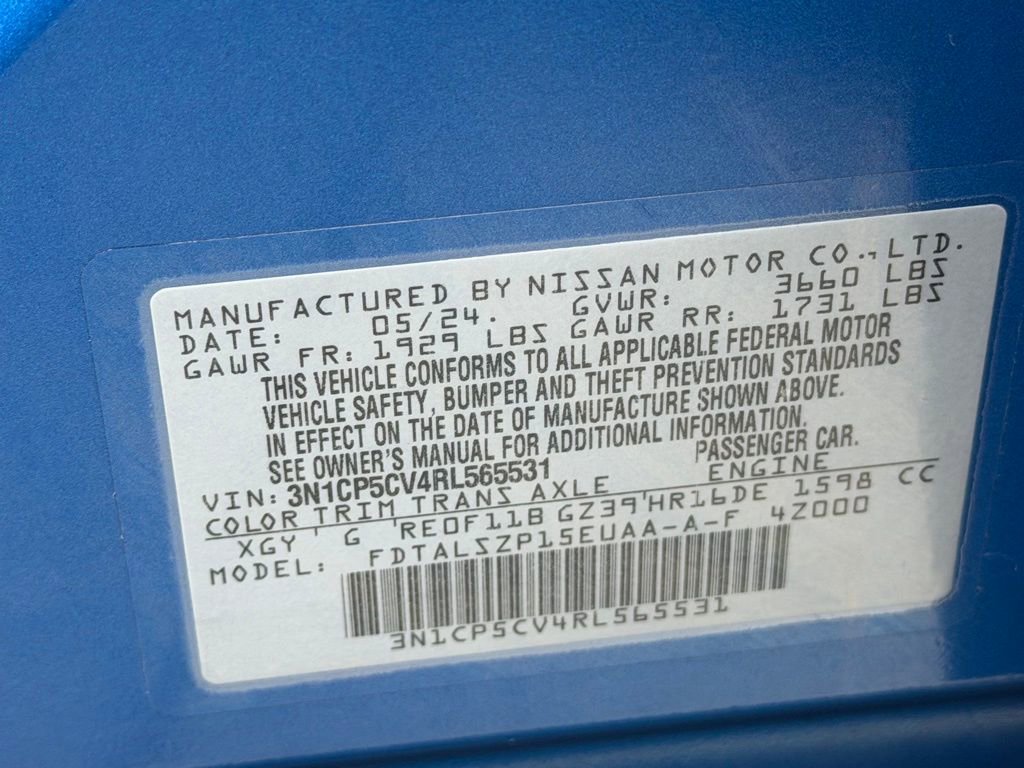 MANUFACTURED BY NISSAN MOTOR CO., LTD.
DATE: 05/24. GVWR: 3660 LBS
GAWR FR: 1929 LBS GAWR RR: 1731 LBS
THIS VEHICLE CONFORMS TO ALL APPLICABLE FEDERAL MOTOR
VEHICLE SAFETY, BUMPER AND THEFT PREVENTION STANDARDS
IN EFFECT ON THE DATE OF MANUFACTURE SHOWN ABOVE.
SEE OWNER'S MANUAL FOR ADDITIONAL INFORMATION.
VIN: 3N1CP5CV4RL565531 PASSENGER CAR.
COLOR TRIM TRANS AXLE ENGINE
XGY ' G 'RE0F11B GZ39'HR16DE 1598 CC
MODEL: FDTALSZP15EUAA-A-F 4Z000
3N1CP5CV4RL565531